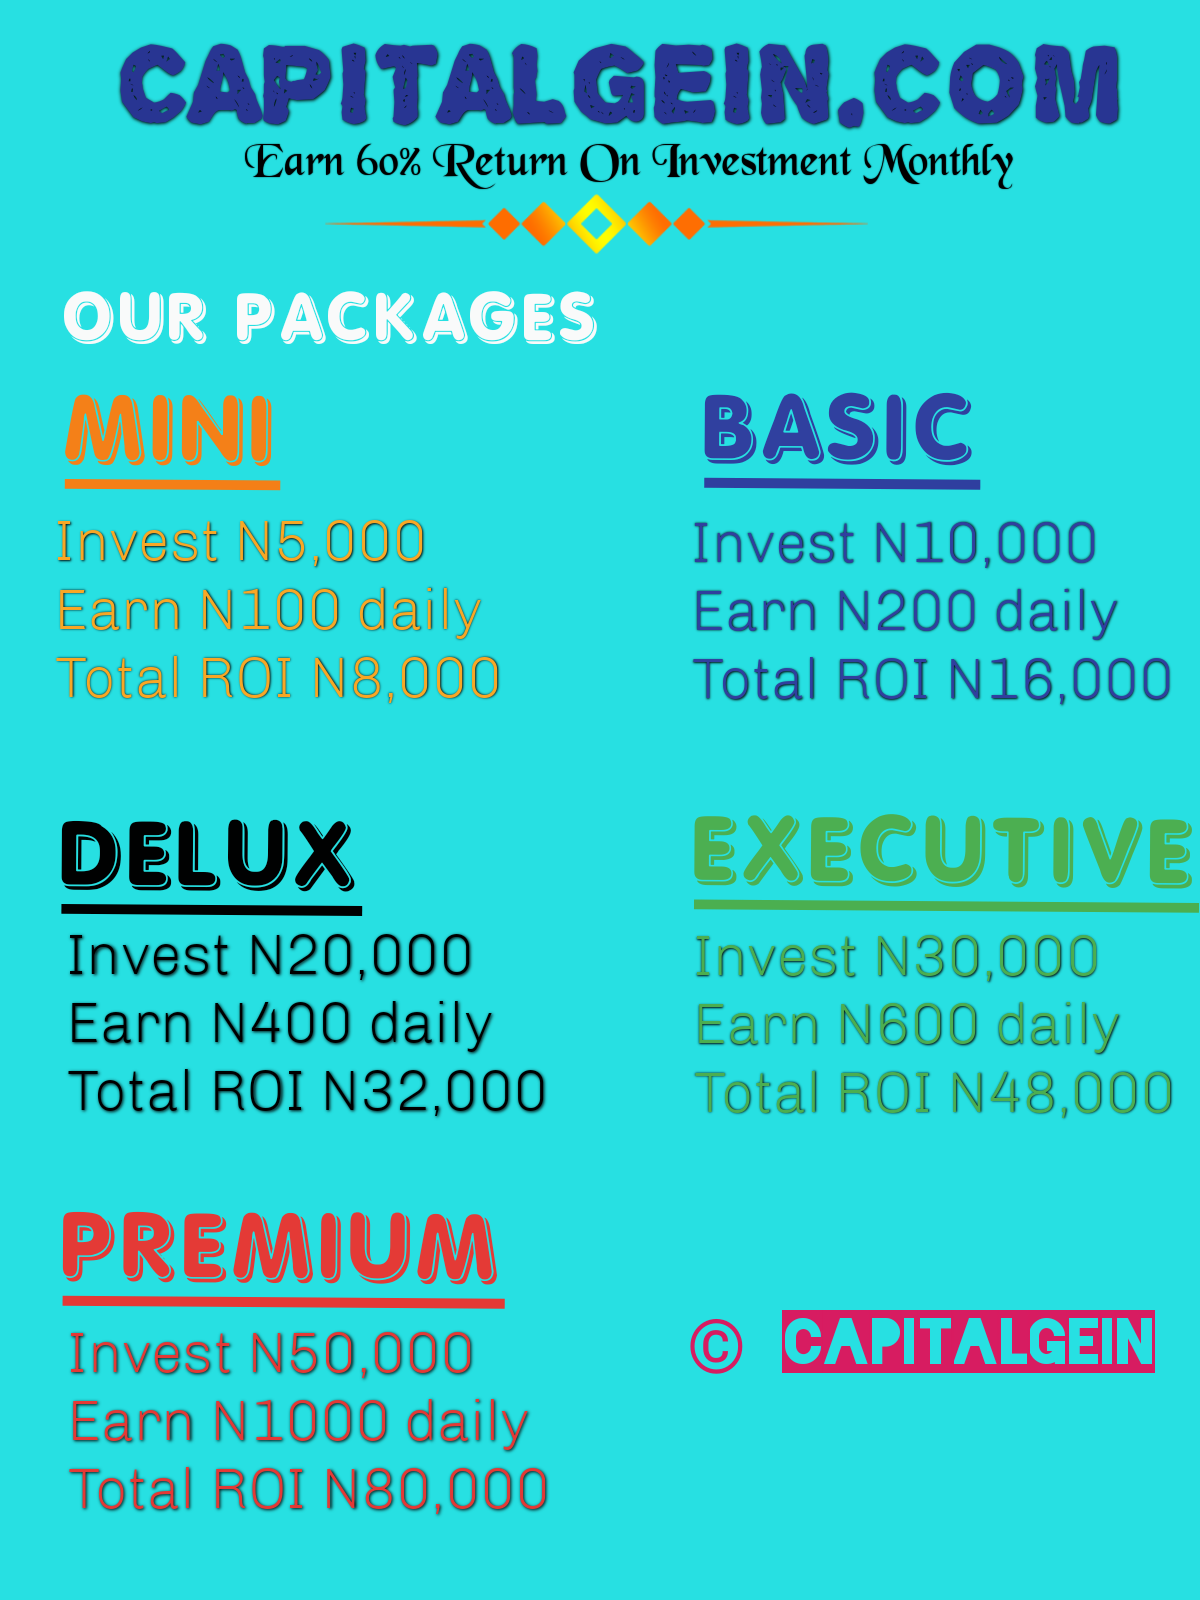 CAPITALGEIN.COM
Earn 60% Return On Investment Monthly
OUR PACKAGES
MINI
Invest N5,000
Earn N100 daily
Total ROI N8,000
BASIC
Invest N10,000
Earn N200 daily
Total ROI N16,000
DELUX
Invest N20,000
Earn N400 daily
Total ROI N32,000
EXECUTIVE
Invest N30,000
Earn N600 daily
Total ROI N48,000
PREMIUM
Invest N50,000
Earn N1000 daily
Total ROI N80,000
© CAPITALGEIN